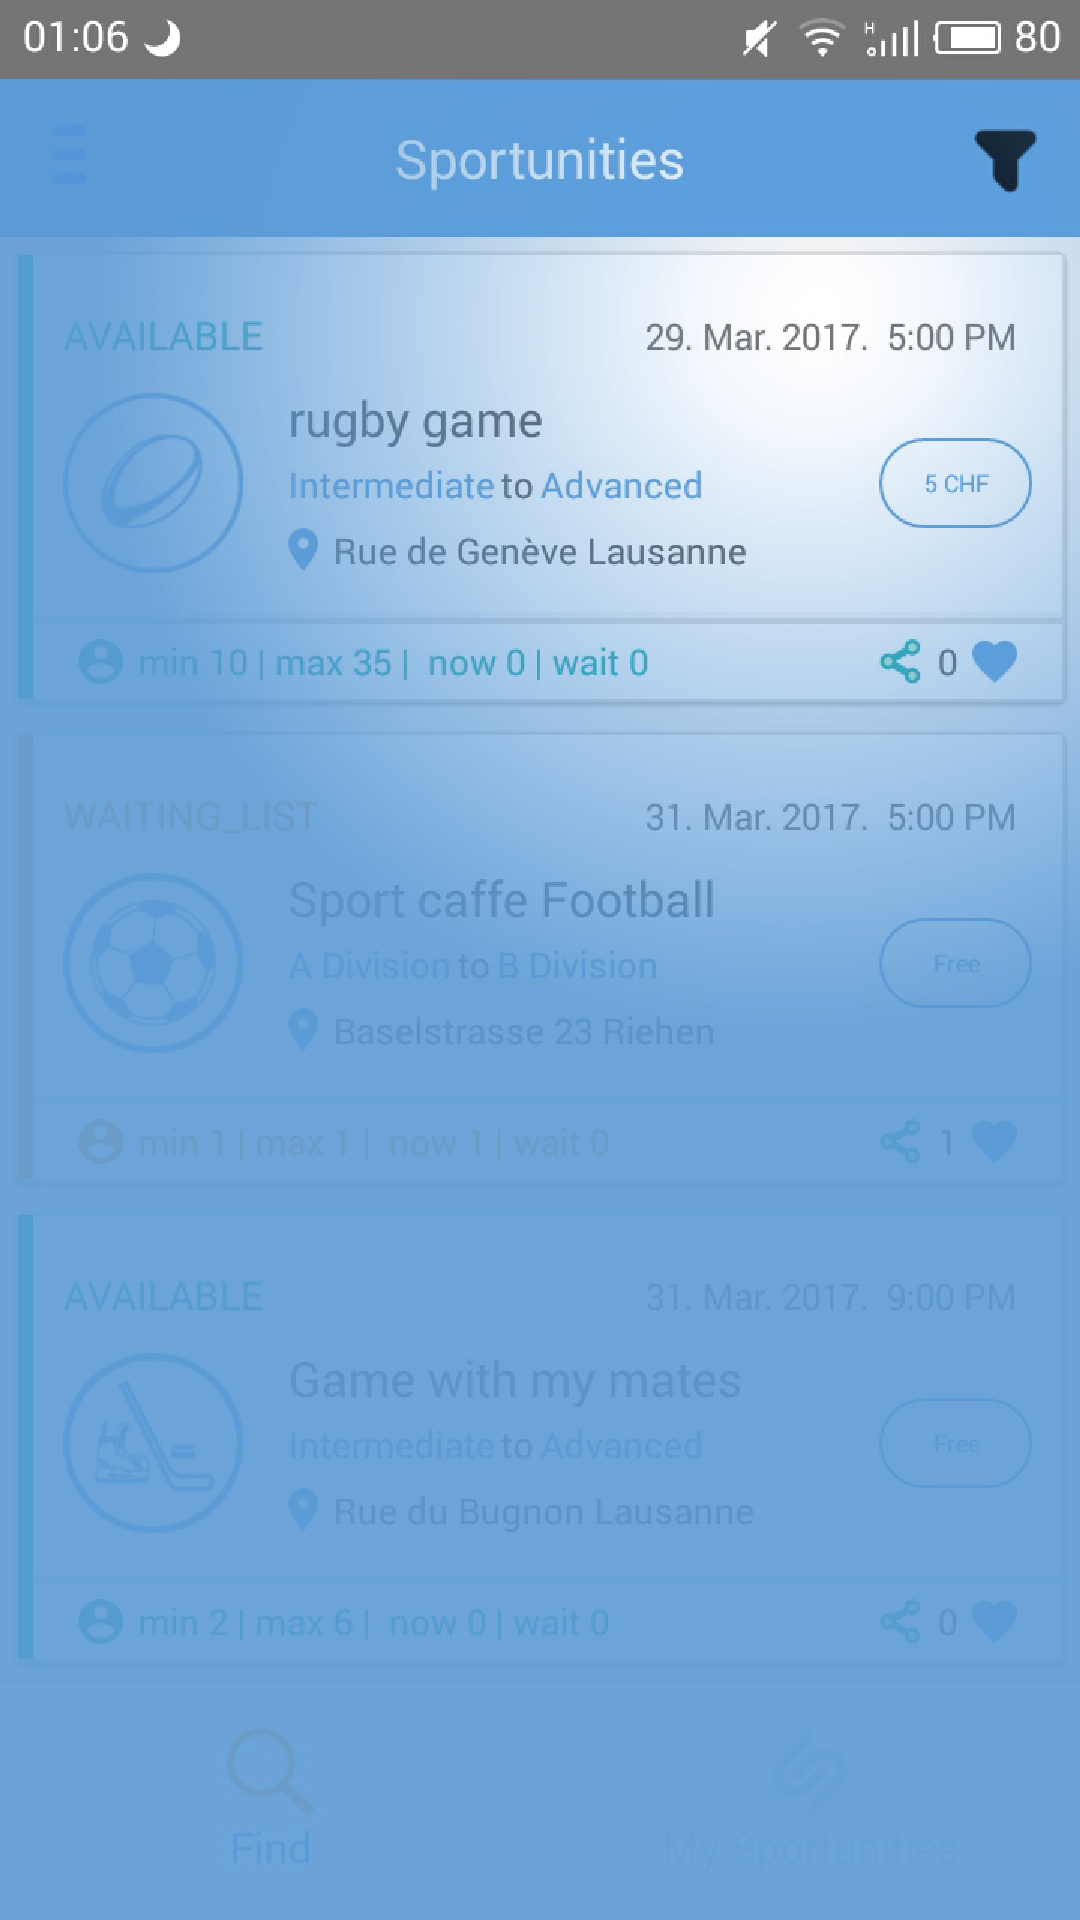 01:06 H 80
Sportunities
AVAILABLE 29. Mar. 2017. 5:00 PM
rugby game
Intermediate to Advanced
5 CHF
Rue de Genève Lausanne
min 10 | max 35 | now 0 | wait 0 0
WAITING_LIST 31. Mar. 2017. 5:00 PM
Sport caffe Football
A Division to B Division
Free
Baselstrasse 23 Riehen
min 1 | max 1 | now 1 | wait 0 1
AVAILABLE 31. Mar. 2017. 9:00 PM
Game with my mates
Intermediate to Advanced
Free
Rue du Bugnon Lausanne
min 2 | max 6 | now 0 | wait 0 0
Find My Sportunities